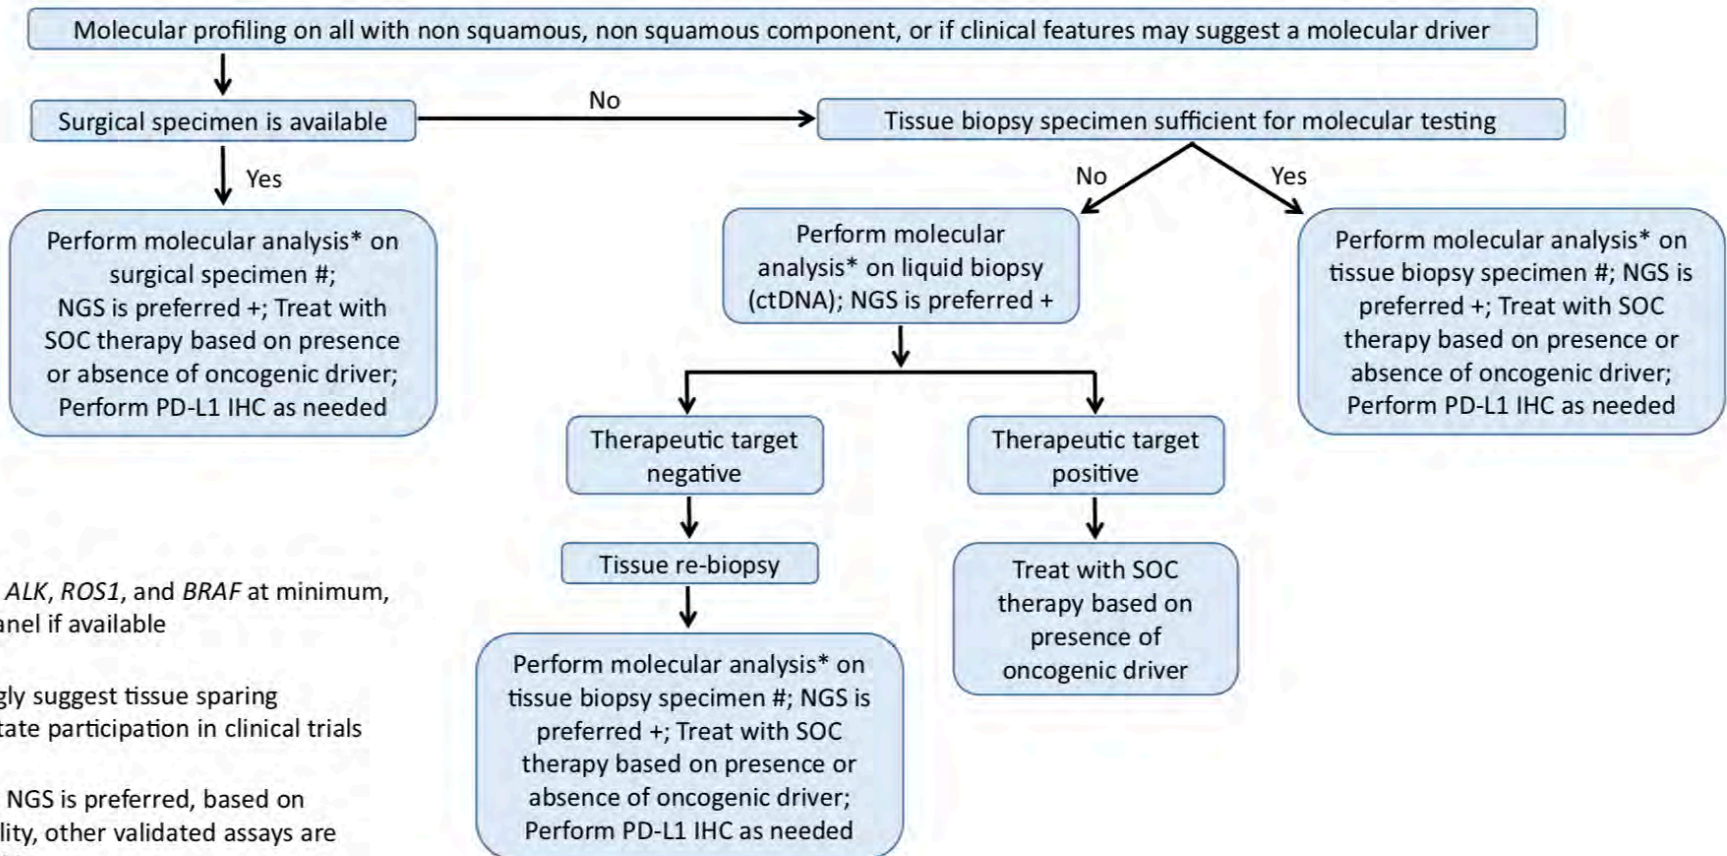 Molecular profiling on all with non squamous, non squamous component, or if clinical features may suggest a molecular driver
Surgical specimen is available
No
Tissue biopsy specimen sufficient for molecular testing
Yes
No
Yes
Perform molecular analysis* on
surgical specimen #;
NGS is preferred +; Treat with
SOC therapy based on presence
or absence of oncogenic driver;
Perform PD-L1 IHC as needed
Perform molecular
analysis* on liquid biopsy
(ctDNA); NGS is preferred +
Perform molecular analysis* on
tissue biopsy specimen #; NGS is
preferred +; Treat with SOC
therapy based on presence or
absence of oncogenic driver;
Perform PD-L1 IHC as needed
Therapeutic target
negative
Therapeutic target
positive
Tissue re-biopsy
Treat with SOC
therapy based on
presence of
oncogenic driver
Perform molecular analysis* on
tissue biopsy specimen #; NGS is
preferred +; Treat with SOC
therapy based on presence or
absence of oncogenic driver;
Perform PD-L1 IHC as needed
ALK, ROS1, and BRAF at minimum,
anel if available
gly suggest tissue sparing
tate participation in clinical trials
NGS is preferred, based on
lity, other validated assays are